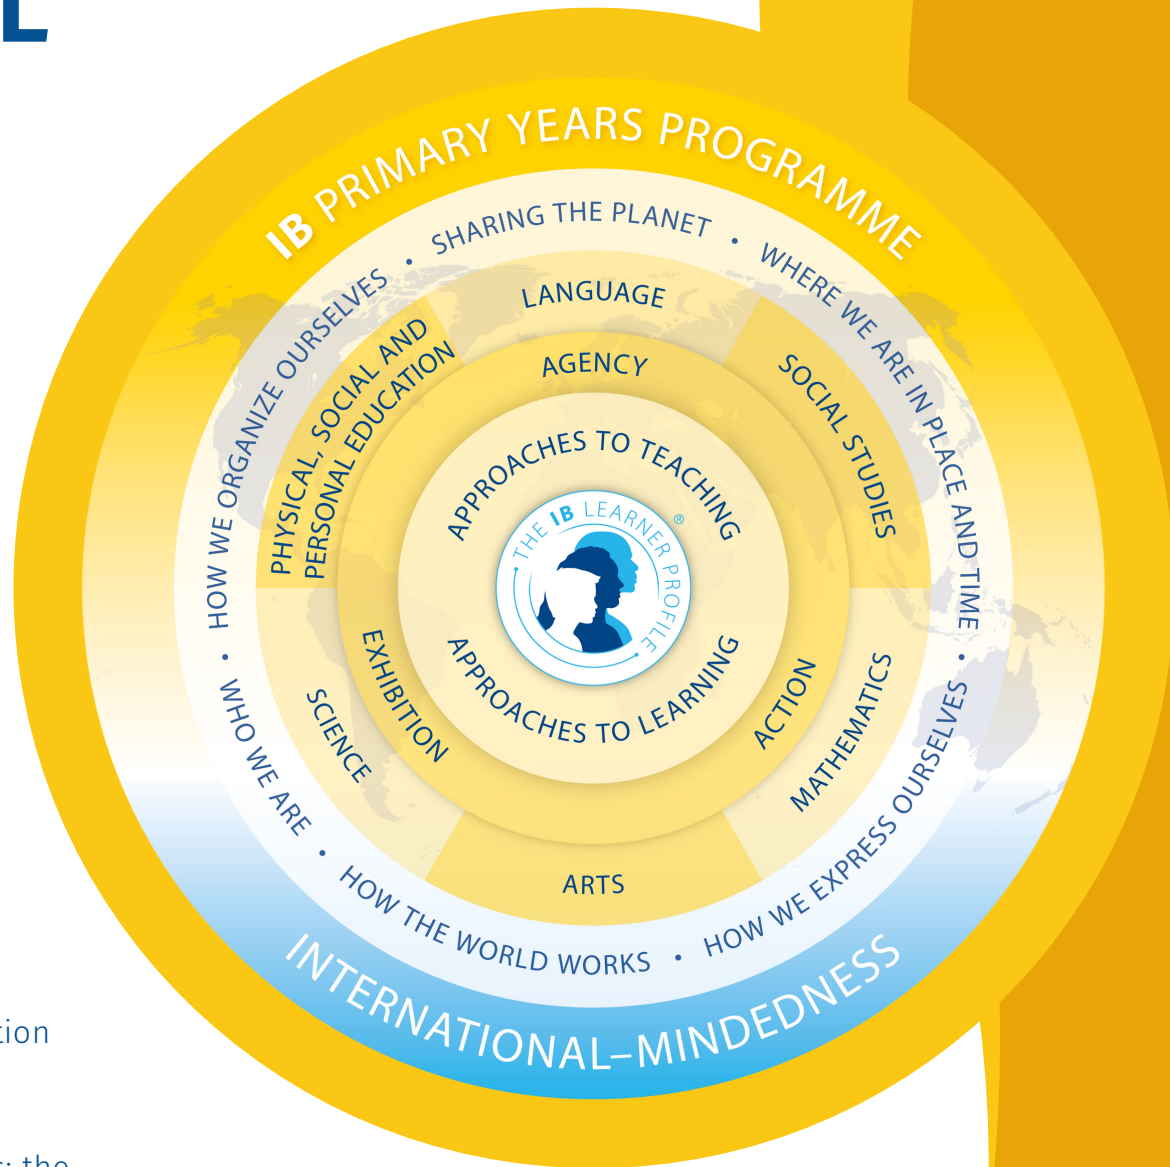 L
IB PRIMARY YEARS PROGRAMME
SHARING THE PLANET
•
WHERE WE ARE IN PLACE AND TIME
•
HOW WE EXPRESS OURSELVES
•
HOW THE WORLD WORKS
•
WHO WE ARE
•
HOW WE ORGANIZE OURSELVES
•
LANGUAGE
SOCIAL STUDIES
MATHEMATICS
ARTS
SCIENCE
PHYSICAL, SOCIAL AND
PERSONAL EDUCATION
AGENCY
ACTION
EXHIBITION
APPROACHES TO TEACHING
APPROACHES TO LEARNING
THE IB LEARNER PROFILE
®
INTERNATIONAL–MINDEDNESS
tion
the